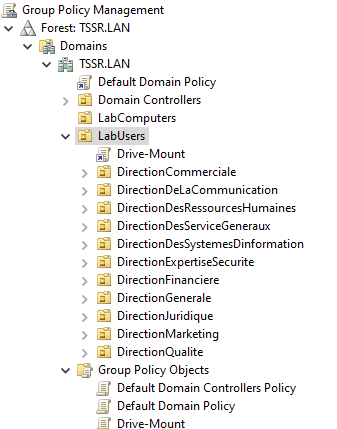 Group Policy Management
Forest: TSSR.LAN
Domains
TSSR.LAN
Default Domain Policy
Domain Controllers
LabComputers
LabUsers
Drive-Mount
DirectionCommerciale
DirectionDeLaCommunication
DirectionDesRessourcesHumaines
DirectionDesServiceGeneraux
DirectionDesSystemesDinformation
DirectionExpertiseSecurite
DirectionFinanciere
DirectionGenerale
DirectionJuridique
DirectionMarketing
DirectionQualite
Group Policy Objects
Default Domain Controllers Policy
Default Domain Policy
Drive-Mount